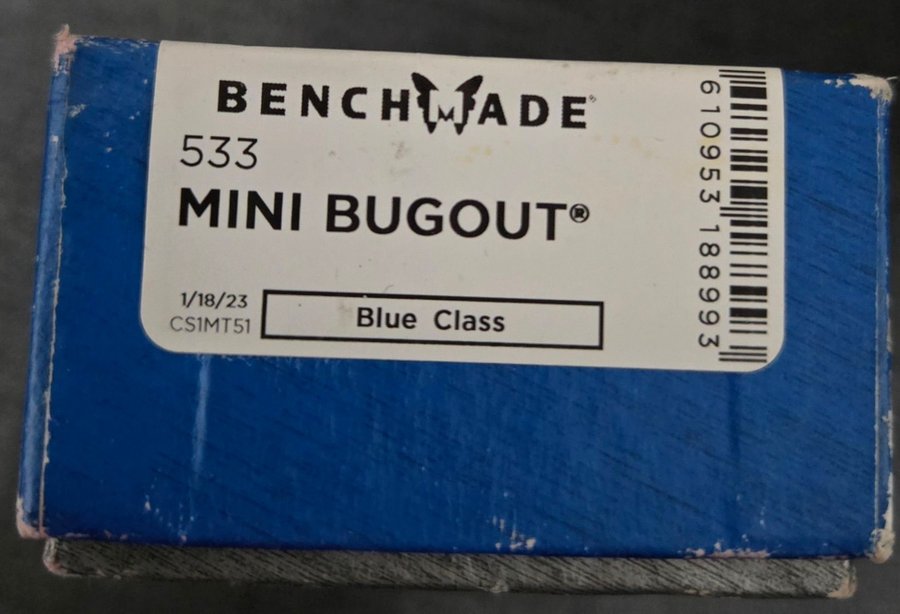 BENCHMADE®
533
MINI BUGOUT®
1/18/23
CS1MT51
Blue Class
610953 188993